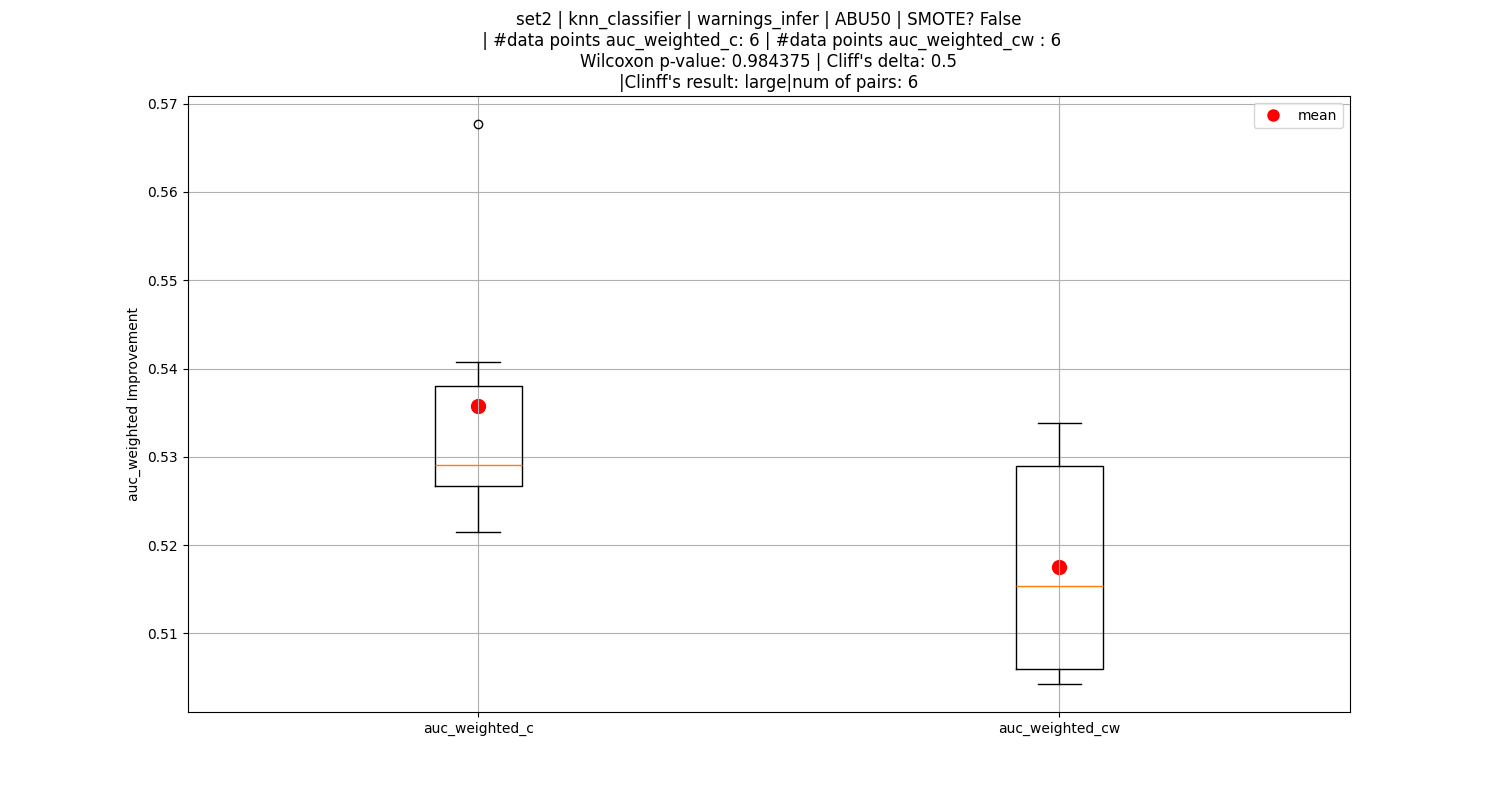 set2 | knn_classifier | warnings_infer | ABU50 | SMOTE? False
| #data points auc_weighted_c: 6 | #data points auc_weighted_cw : 6
Wilcoxon p-value: 0.984375 | Cliff's delta: 0.5
|Clinff's result: large|num of pairs: 6
mean
0.57
0.56
0.55
0.54
0.53
0.52
0.51
auc_weighted Improvement
auc_weighted_c
auc_weighted_cw